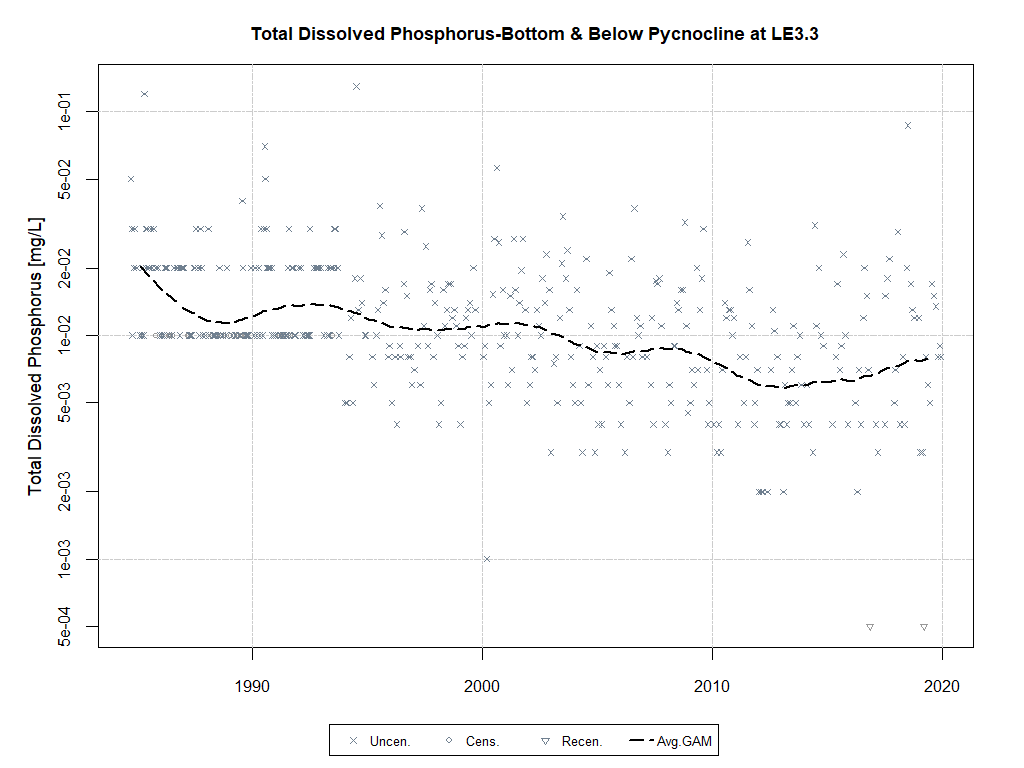 Total Dissolved Phosphorus-Bottom & Below Pycnocline at LE3.3
Total Dissolved Phosphorus [mg/L]
1e-01
5e-02
2e-02
1e-02
5e-03
2e-03
1e-03
5e-04
1990 2000 2010 2020
Uncen. Cens. Recen. Avg.GAM